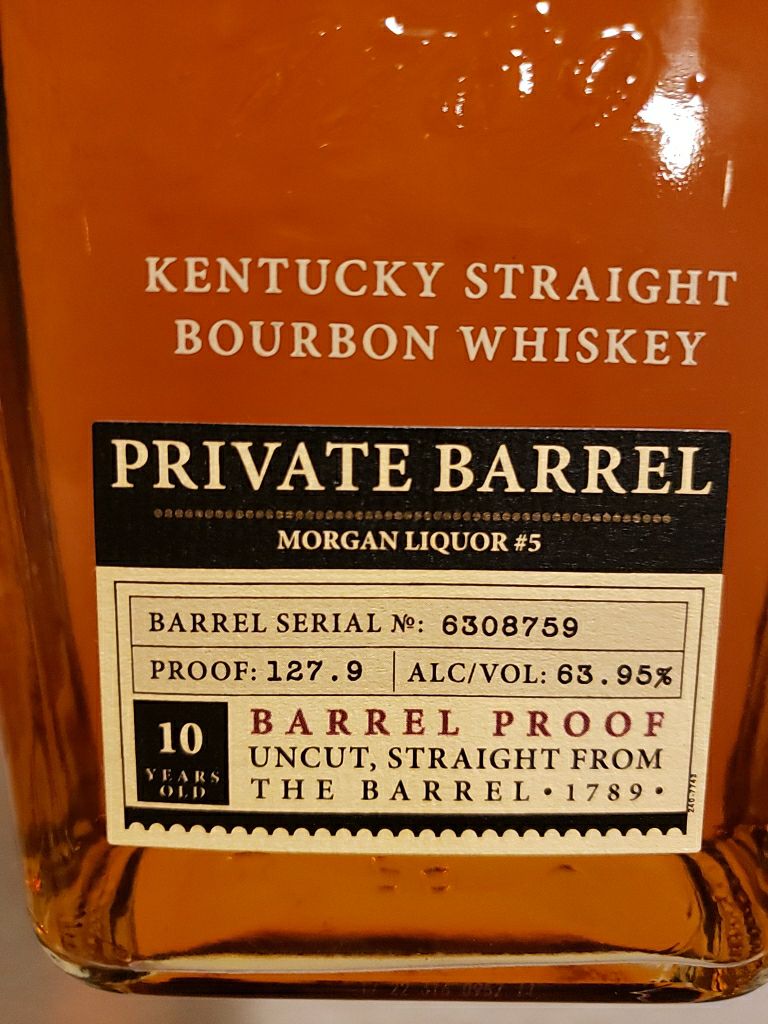 KENTUCKY STRAIGHT
BOURBON WHISKEY
PRIVATE BARREL
MORGAN LIQUOR #5
BARREL SERIAL №: 6308759
PROOF: 127.9 ALC/VOL: 63.95%
10
YEARS
OLD
BARREL PROOF
UNCUT, STRAIGHT FROM
THE BARREL • 1789 •